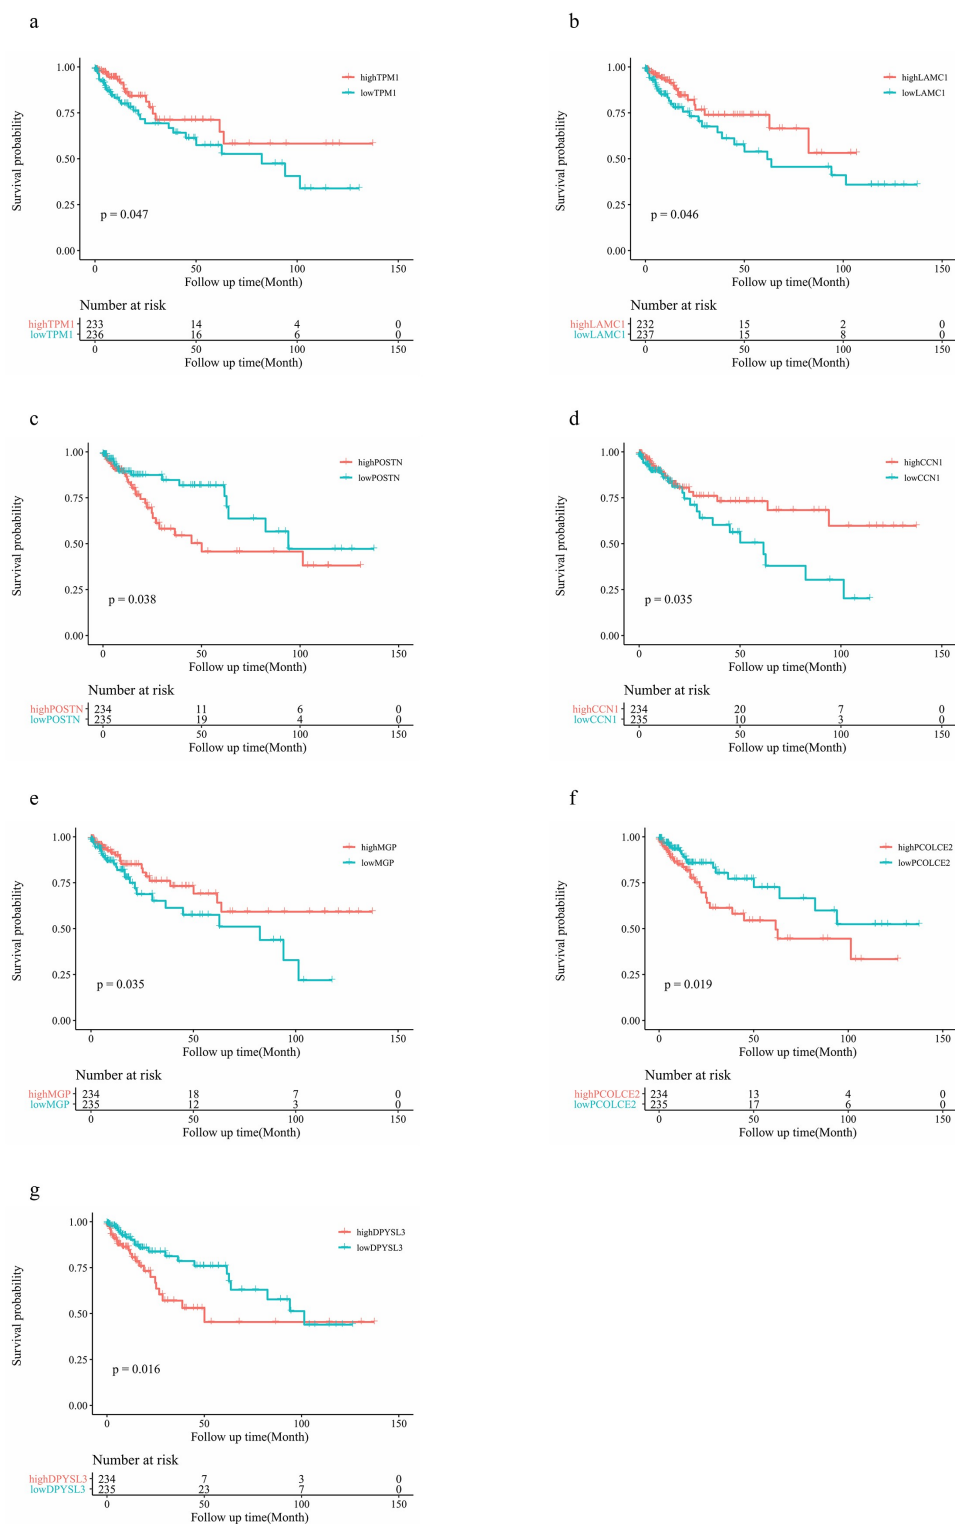 a
1.00
0.75
0.50
0.25
0.00
Survival probability
highTPM1
lowTPM1
p = 0.047
0 50 100 150
Follow up time(Month)
Number at risk
highTPM1 233 14 4 0
lowTPM1 236 16 6 0
0 50 100 150
Follow up time(Month)
b
1.00
0.75
0.50
0.25
0.00
Survival probability
highLAMC1
lowLAMC1
p = 0.046
0 50 100 150
Follow up time(Month)
Number at risk
highLAMC1 232 15 2 0
lowLAMC1 237 15 8 0
0 50 100 150
Follow up time(Month)
c
1.00
0.75
0.50
0.25
0.00
Survival probability
highPOSTN
lowPOSTN
p = 0.038
0 50 100 150
Follow up time(Month)
Number at risk
highPOSTN 234 11 6 0
lowPOSTN 235 19 4 0
0 50 100 150
Follow up time(Month)
d
1.00
0.75
0.50
0.25
0.00
Survival probability
highCCN1
lowCCN1
p = 0.035
0 50 100 150
Follow up time(Month)
Number at risk
highCCN1 234 20 7 0
lowCCN1 235 10 3 0
0 50 100 150
Follow up time(Month)
e
1.00
0.75
0.50
0.25
0.00
Survival probability
highMGP
lowMGP
p = 0.035
0 50 100 150
Follow up time(Month)
Number at risk
highMGP 234 18 7 0
lowMGP 235 12 3 0
0 50 100 150
Follow up time(Month)
f
1.00
0.75
0.50
0.25
0.00
Survival probability
highPCOLCE2
lowPCOLCE2
p = 0.019
0 50 100 150
Follow up time(Month)
Number at risk
highPCOLCE2 234 13 4 0
lowPCOLCE2 235 17 6 0
0 50 100 150
Follow up time(Month)
g
1.00
0.75
0.50
0.25
0.00
Survival probability
highDPYSL3
lowDPYSL3
p = 0.016
0 50 100 150
Follow up time(Month)
Number at risk
highDPYSL3 234 7 3 0
lowDPYSL3 235 23 7 0
0 50 100 150
Follow up time(Month)